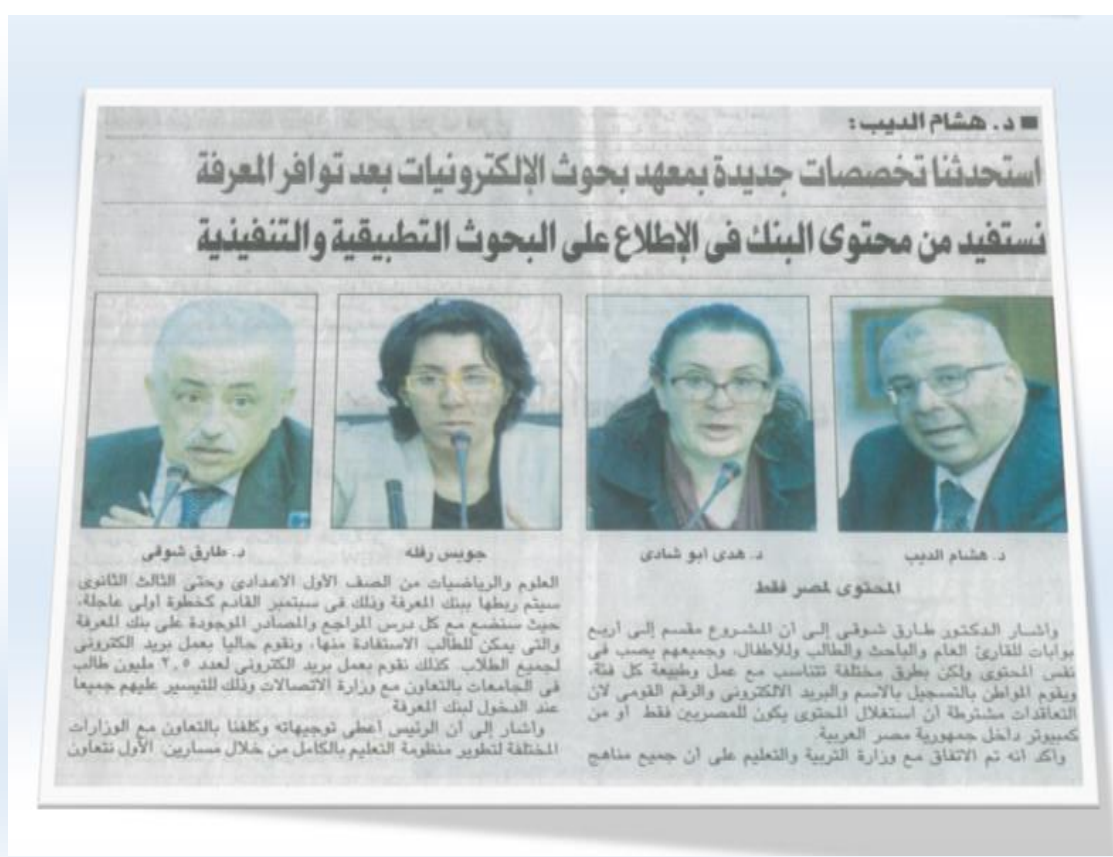 ■ د. هشام الديب:
استحدثنا تخصصات جديدة بمعهد بحوث الإلكترونيات بعد توافر المعرفة
نستفيد من محتوى البنك فى الإطلاع على البحوث التطبيقية والتنفيذية
د. هشام الديب
د. هدى ابو شادى
جويس رفله
د. طارق شوقى
المحتوى لمصر فقط
وأشار الدكتور طارق شوقى إلى أن المشروع مقسم إلى أربع
بوابات للقارئ العام والباحث والطالب وللأطفال، وجميعهم يصب فى
نفس المحتوى ولكن بطرق مختلفة تتناسب مع عمل وطبيعة كل فئة،
ويقوم المواطن بالتسجيل بالاسم والبريد الالكترونى والرقم القومى لان
التعاقدات مشترطة أن استغلال المحتوى يكون للمصريين فقط أو من
كمبيوتر داخل جمهورية مصر العربية.
وأكد انه تم الاتفاق مع وزارة التربية والتعليم على أن جميع مناهج
العلوم والرياضيات من الصف الأول الاعدادى وحتى الثالث الثانوى
سيتم ربطها ببنك المعرفة وذلك فى سبتمبر القادم كخطوة اولى عاجلة،
حيث سنضع مع كل درس المراجع والمصادر الموجودة على بنك المعرفة
والتى يمكن للطالب الاستفادة منها، ونقوم حاليا بعمل بريد الكترونى
لجميع الطلاب. كذلك نقوم بعمل بريد الكترونى لعدد ٢,٥ مليون طالب
فى الجامعات بالتعاون مع وزارة الاتصالات وذلك للتيسير عليهم جميعا
عند الدخول لبنك المعرفة.
وأشار إلى أن الرئيس أعطى توجيهاته وكلفنا بالتعاون مع الوزارات
المختلفة لتطوير منظومة التعليم بالكامل من خلال مسارين: الأول نتعاون